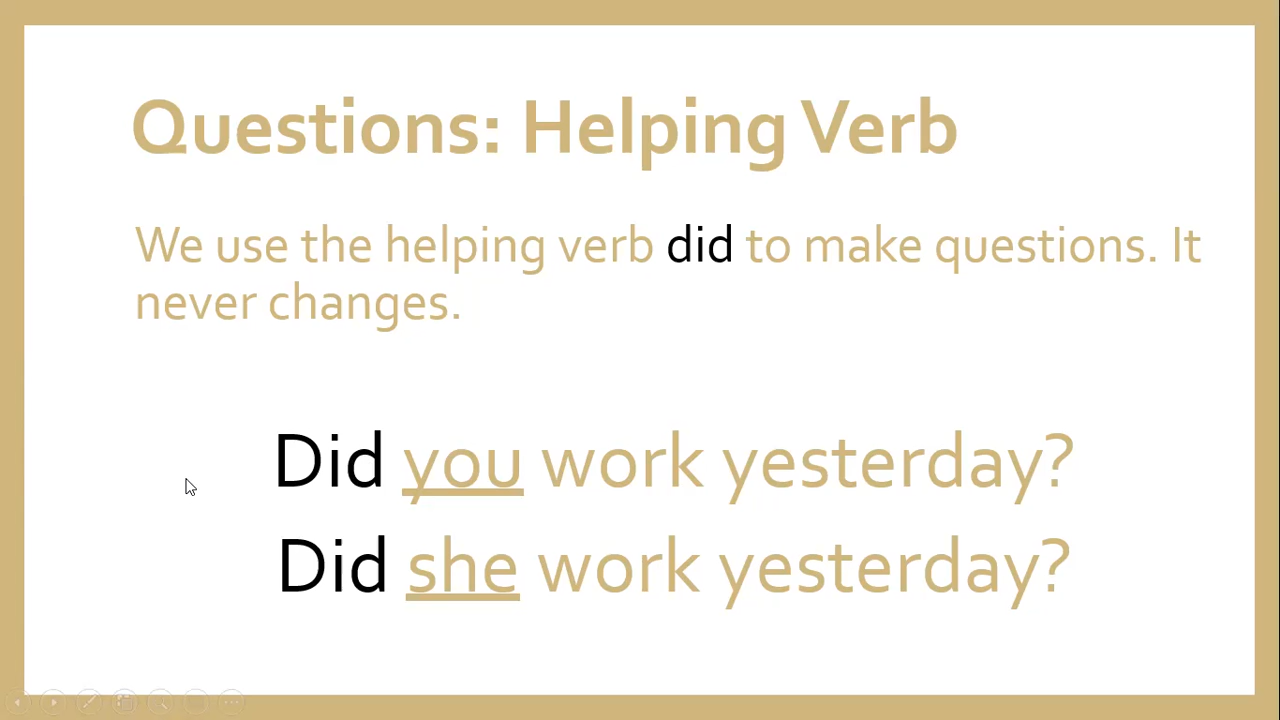 Questions: Helping Verb
We use the helping verb did to make questions. It
never changes.
Did you work yesterday?
Did she work yesterday?